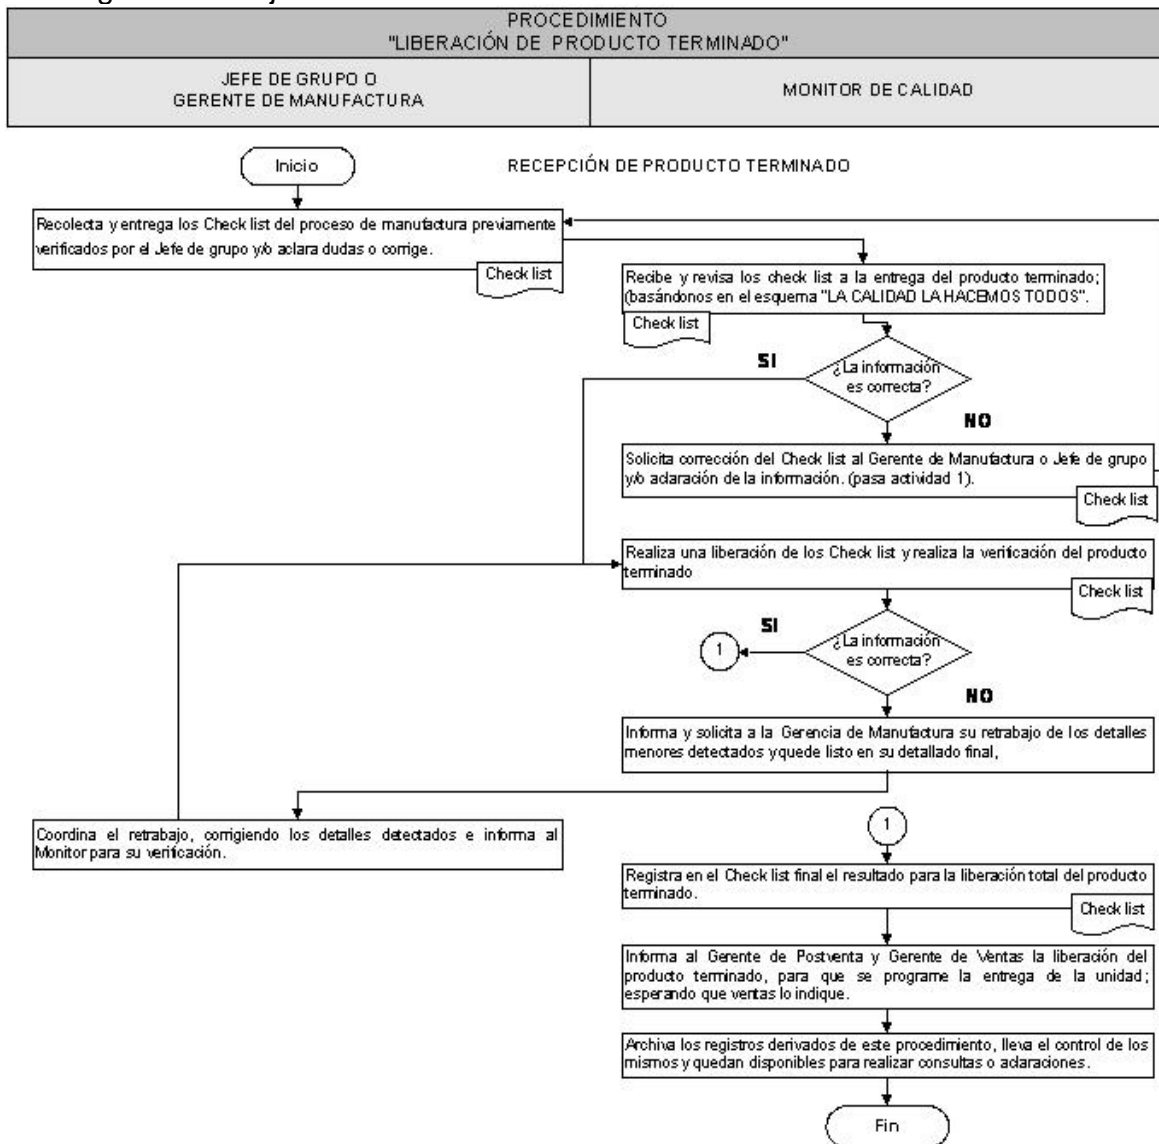 PROCEDIMIENTO
"LIBERACIÓN DE PRODUCTO TERMINADO"
JEFE DE GRUPO O
GERENTE DE MANUFACTURA
MONITOR DE CALIDAD
Inicio
RECEPCIÓN DE PRODUCTO TERMINADO
Recolecta y entrega los Check list del proceso de manufactura previamente
verificados por el Jefe de grupo y/o aclara dudas o corrige.
Check list
Recibe y revisa los check list a la entrega del producto terminado;
(basándonos en el esquema "LA CALIDAD LA HACEMOS TODOS".
Check list
SI
¿La información
es correcta?
NO
Solicita corrección del Check list al Gerente de Manufactura o Jefe de grupo
y/o aclaración de la información. (pasa actividad 1).
Check list
Realiza una liberación de los Check list y realiza la verificación del producto
terminado
Check list
SI
1
¿La información
es correcta?
NO
Informa y solicita a la Gerencia de Manufactura su retrabajo de los detalles
menores detectados y quede listo en su detallado final,
Coordina el retrabajo, corrigiendo los detalles detectados e informa al
Monitor para su verificación.
1
Registra en el Check list final el resultado para la liberación total del producto
terminado.
Check list
Informa al Gerente de Postventa y Gerente de Ventas la liberación del
producto terminado, para que se programe la entrega de la unidad;
esperando que ventas lo indique.
Archiva los registros derivados de este procedimiento, lleva el control de los
mismos y quedan disponibles para realizar consultas o aclaraciones.
Fin